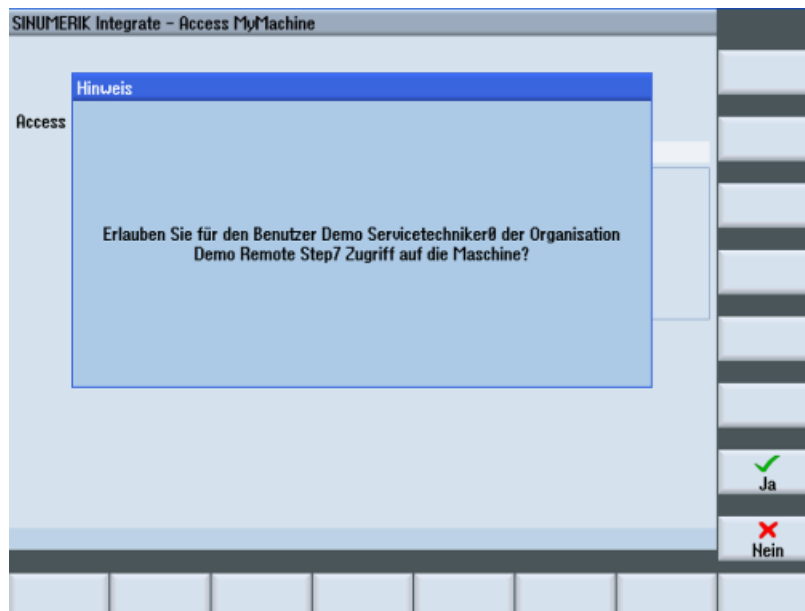 SINUMERIK Integrate - Access MyMachine
Hinweis
Access
Erlauben Sie für den Benutzer Demo Servicetechniker0 der Organisation
Demo Remote Step7 Zugriff auf die Maschine?
Ja
Nein